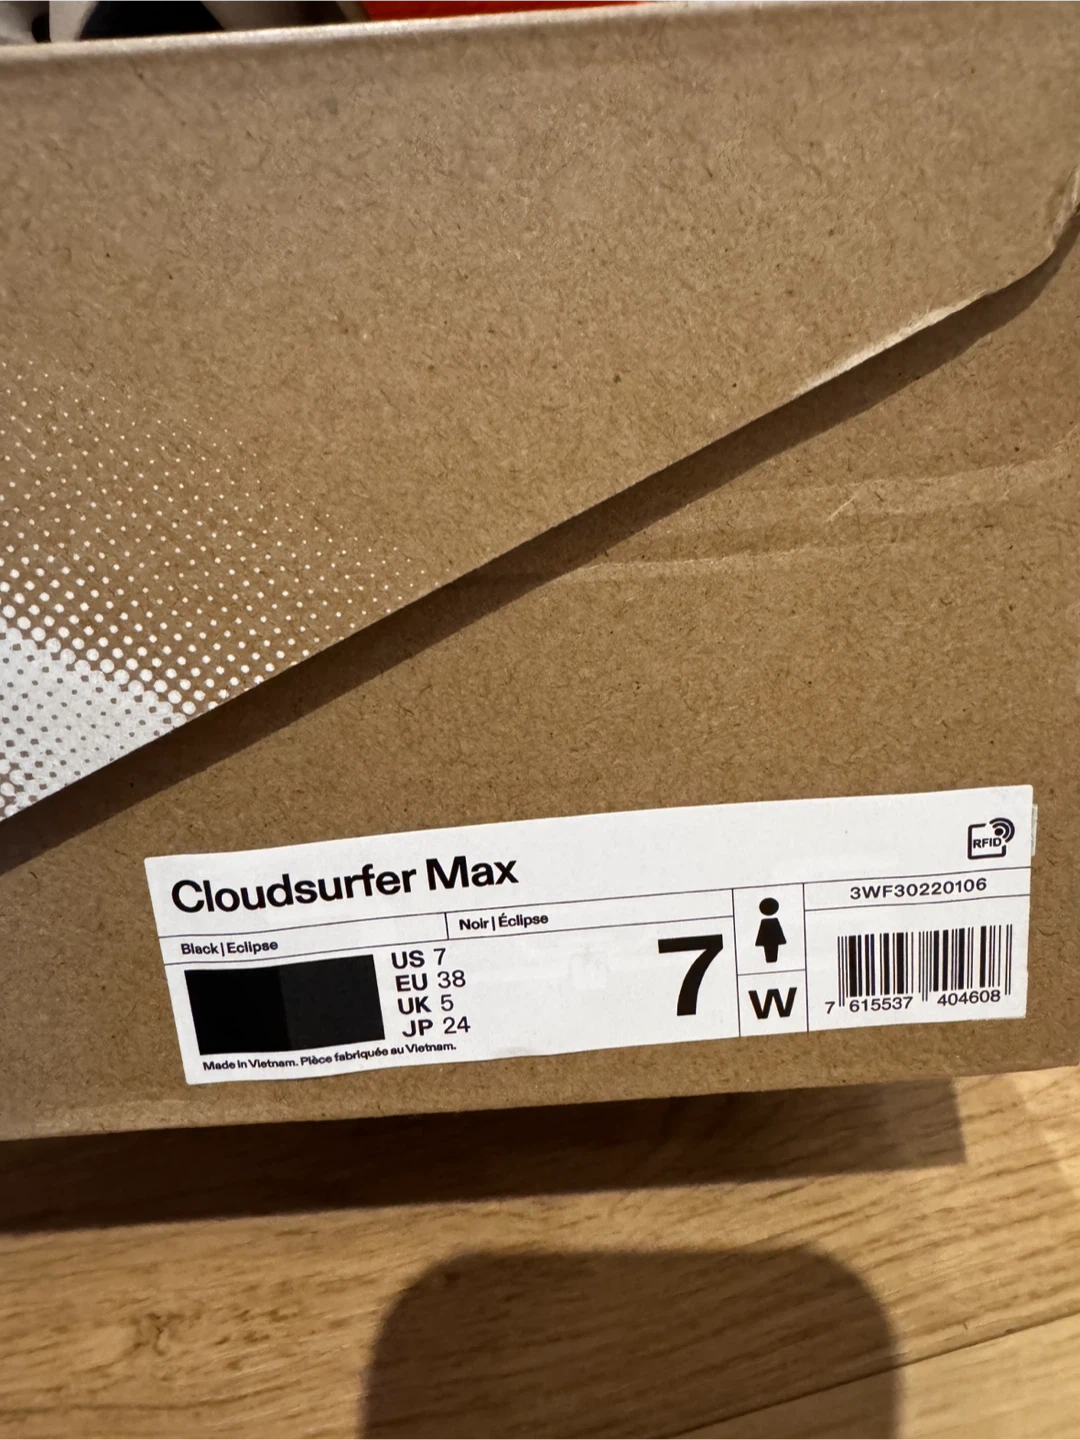 RFID
Cloudsurfer Max
3WF30220106
Black|Eclipse
Noir|Éclipse
US 7
EU 38
UK 5
JP 24
7
W
7 615537 404608
Made in Vietnam. Pièce fabriquée au Vietnam.